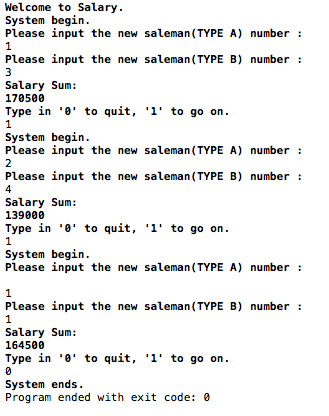 Welcome to Salary.
System begin.
Please input the new saleman(TYPE A) number :
1
Please input the new saleman(TYPE B) number :
3
Salary Sum:
170500
Type in '0' to quit, '1' to go on.
1
System begin.
Please input the new saleman(TYPE A) number :
2
Please input the new saleman(TYPE B) number :
4
Salary Sum:
139000
Type in '0' to quit, '1' to go on.
1
System begin.
Please input the new saleman(TYPE A) number :
1
Please input the new saleman(TYPE B) number :
1
Salary Sum:
164500
Type in '0' to quit, '1' to go on.
0
System ends.
Program ended with exit code: 0